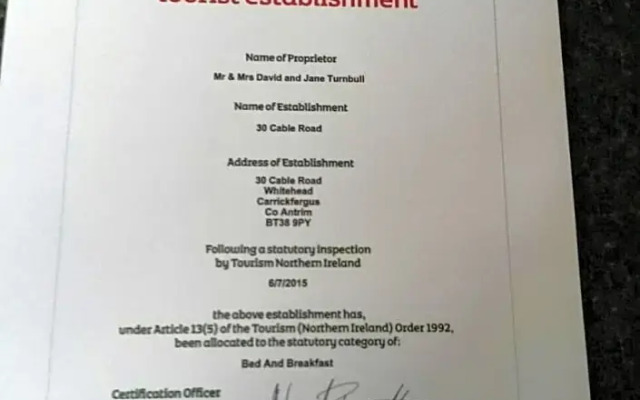 tourist establishment
Name of Proprietor
Mr & Mrs David and Jane Turnbull
Name of Establishment
30 Cable Road
Address of Establishment
30 Cable Road
Whitehead
Carrickfergus
Co Antrim
BT38 9PY
Following a statutory inspection
by Tourism Northern Ireland
6/7/2015
the above establishment has,
under Article 13(5) of the Tourism (Northern Ireland) Order 1992,
been allocated to the statutory category of:
Bed And Breakfast
Certification Officer